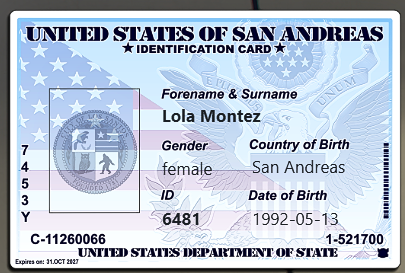 UNITED STATES OF SAN ANDREAS
★ IDENTIFICATION CARD ★
Forename & Surname
Lola Montez
Gender Country of Birth
female San Andreas
ID Date of Birth
6481 1992-05-13
7
4
5
3
Y
C-11260066 1-521700
UNITED STATES DEPARTMENT OF STATE
Expires on: 31.OCT 2027